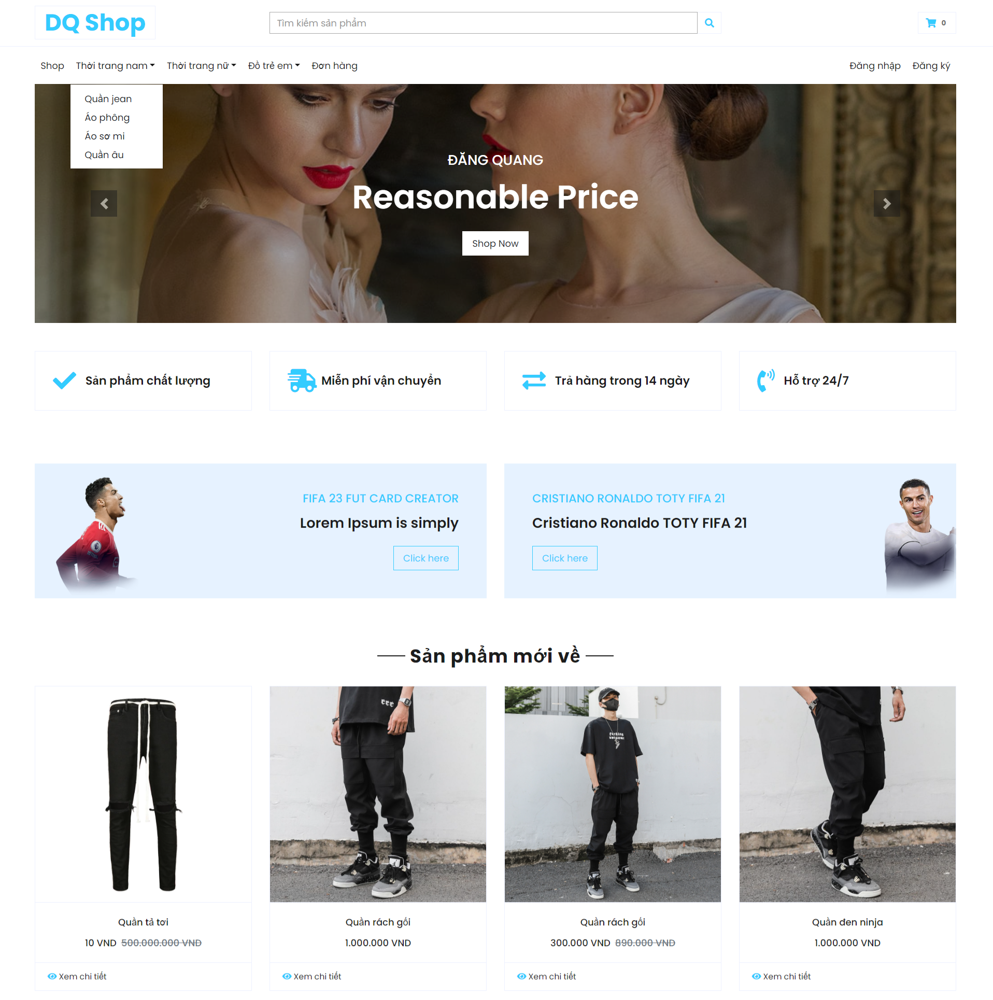 DQ Shop
Tìm kiếm sản phẩm
0
Shop
Thời trang nam
Thời trang nữ
Đồ trẻ em
Đơn hàng
Đăng nhập
Đăng ký
Quần jean
Áo phông
Áo sơ mi
Quần âu
ĐĂNG QUANG
Reasonable Price
Shop Now
Sản phẩm chất lượng
Miễn phí vận chuyển
Trả hàng trong 14 ngày
Hỗ trợ 24/7
FIFA 23 FUT CARD CREATOR
Lorem Ipsum is simply
Click here
CRISTIANO RONALDO TOTY FIFA 21
Cristiano Ronaldo TOTY FIFA 21
Click here
Sản phẩm mới về
Quần tả tơi
10 VND 500.000.000 VND
Xem chi tiết
Quần rách gối
1.000.000 VND
Xem chi tiết
Quần rách gối
300.000 VND 890.000 VND
Xem chi tiết
Quần đen ninja
1.000.000 VND
Xem chi tiết